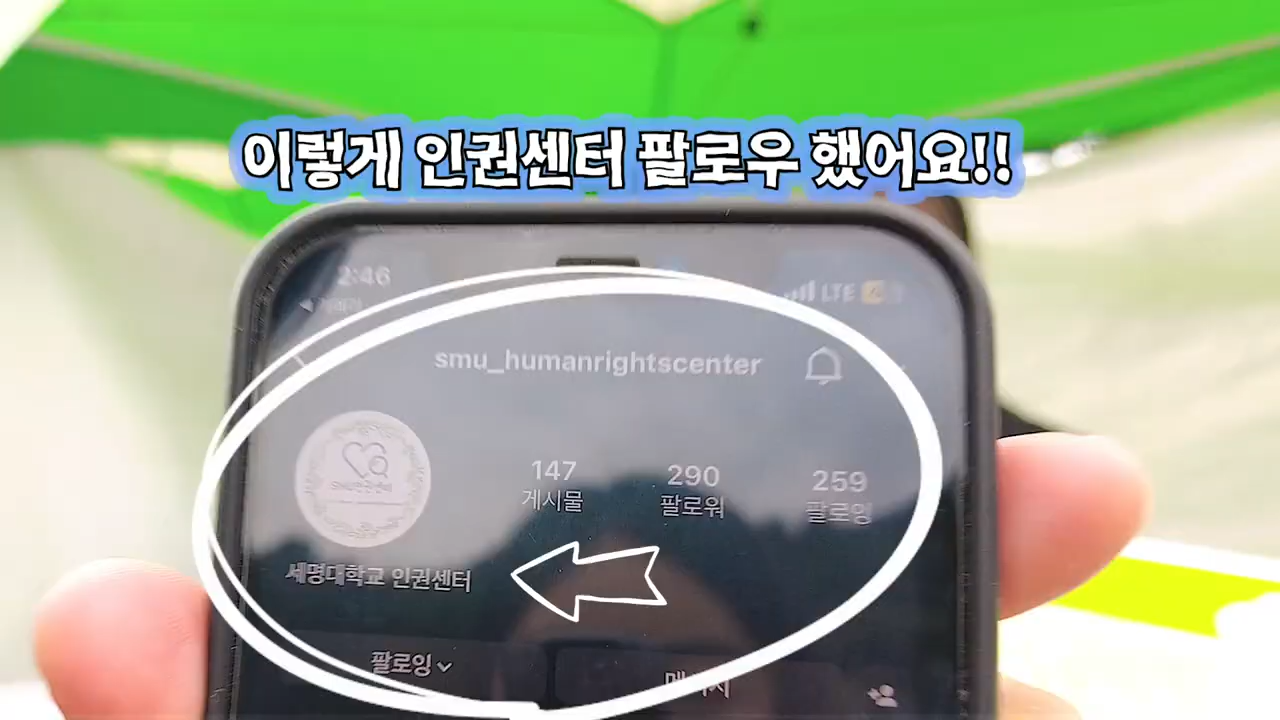 이렇게 인권센터 팔로우 했어요!!
2:46
LTE
smu_humanrightscenter
147
게시물
290
팔로워
259
팔로잉
세명대학교 인권센터
팔로잉